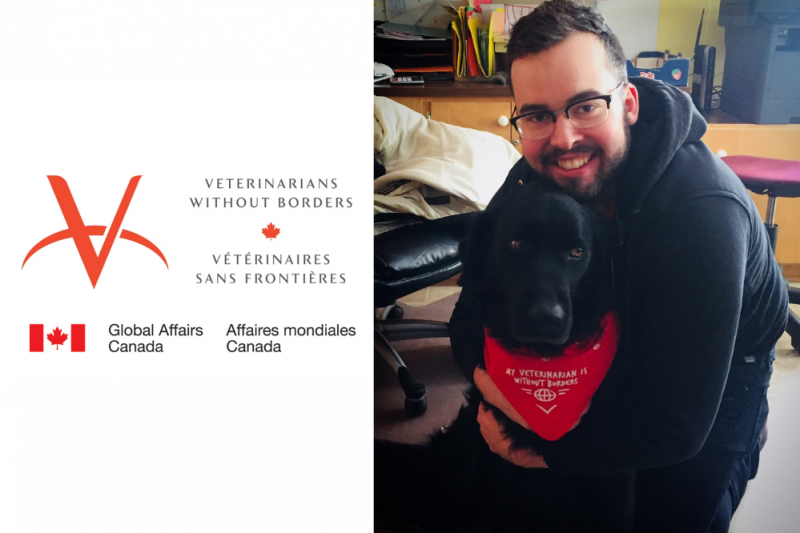 VETERINARIANS
WITHOUT BORDERS
VÉTÉRINAIRES
SANS FRONTIÈRES
Global Affairs
Canada
Affaires mondiales
Canada
MY VETERINARIAN IS
WITHOUT BORDERS